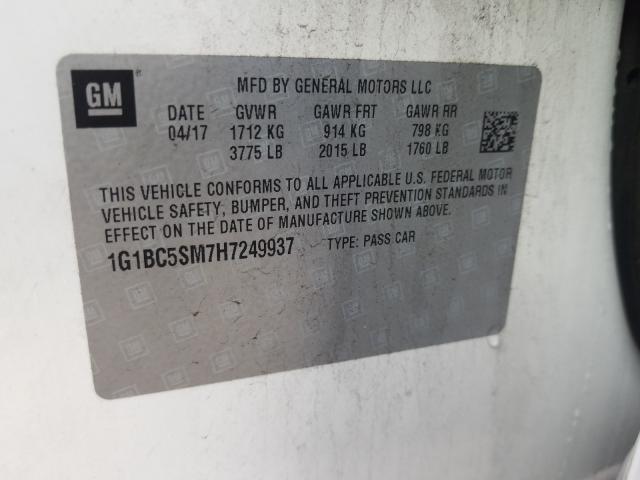 GM
MFD BY GENERAL MOTORS LLC
DATE GVWR GAWR FRT GAWR RR
04/17 1712 KG 914 KG 798 KG
3775 LB 2015 LB 1760 LB
THIS VEHICLE CONFORMS TO ALL APPLICABLE U.S. FEDERAL MOTOR
VEHICLE SAFETY, BUMPER, AND THEFT PREVENTION STANDARDS IN
EFFECT ON THE DATE OF MANUFACTURE SHOWN ABOVE.
1G1BC5SM7H7249937 TYPE: PASS CAR